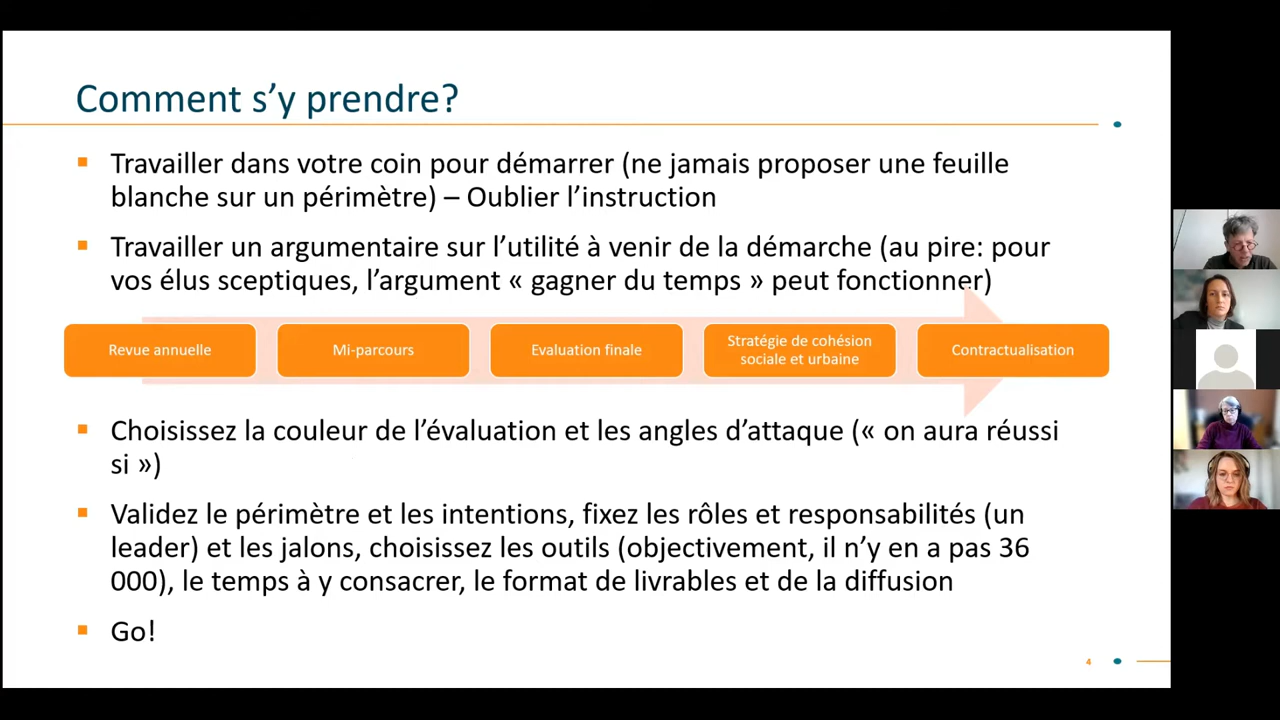 Comment s’y prendre?
Travailler dans votre coin pour démarrer (ne jamais proposer une feuille
blanche sur un périmètre) – Oublier l’instruction
Travailler un argumentaire sur l’utilité à venir de la démarche (au pire: pour
vos élus sceptiques, l’argument « gagner du temps » peut fonctionner)
Revue annuelle
Mi-parcours
Evaluation finale
Stratégie de cohésion
sociale et urbaine
Contractualisation
Choisissez la couleur de l’évaluation et les angles d’attaque (« on aura réussi
si »)
Validez le périmètre et les intentions, fixez les rôles et responsabilités (un
leader) et les jalons, choisissez les outils (objectivement, il n’y en a pas 36
000), le temps à y consacrer, le format de livrables et de la diffusion
Go!
4